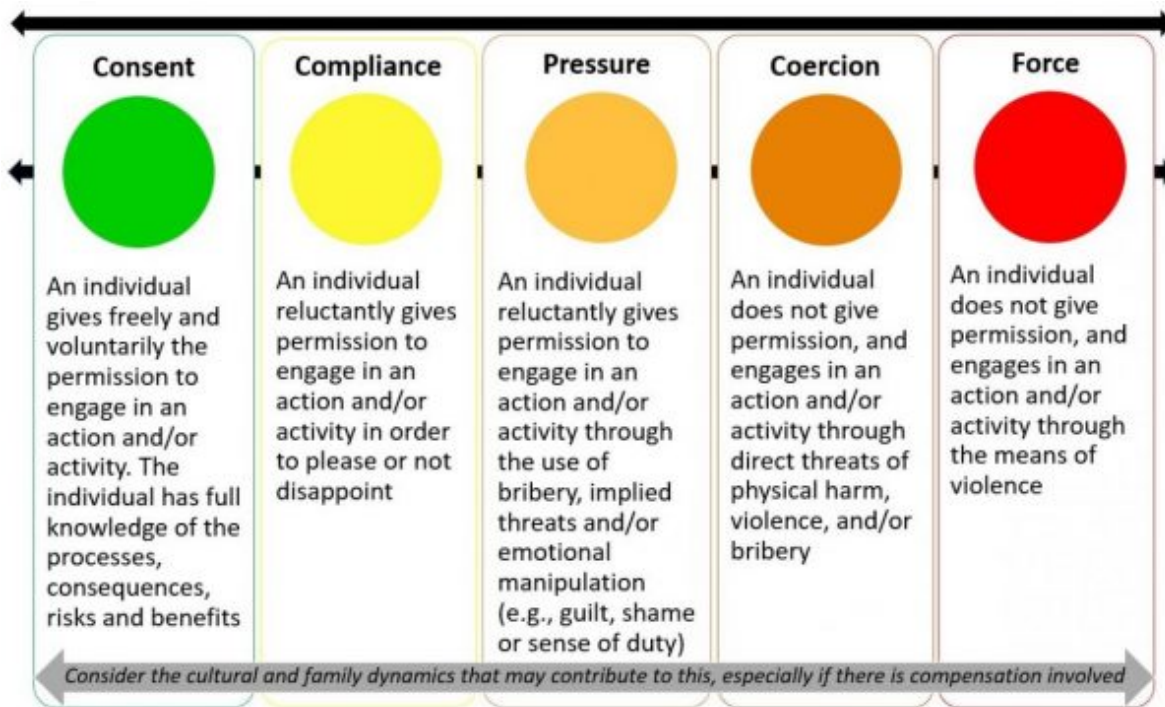 Consent
An individual
gives freely and
voluntarily the
permission to
engage in an
action and/or
activity. The
individual has full
knowledge of the
processes,
consequences,
risks and benefits
Compliance
An individual
reluctantly gives
permission to
engage in an
action and/or
activity in order
to please or not
disappoint
Pressure
An individual
reluctantly gives
permission to
engage in an
action and/or
activity through
the use of
bribery, implied
threats and/or
emotional
manipulation
(e.g., guilt, shame
or sense of duty)
Coercion
An individual
does not give
permission, and
engages in an
action and/or
activity through
direct threats of
physical harm,
violence, and/or
bribery
Force
An individual
does not give
permission, and
engages in an
action and/or
activity through
the means of
violence
Consider the cultural and family dynamics that may contribute to this, especially if there is compensation involved